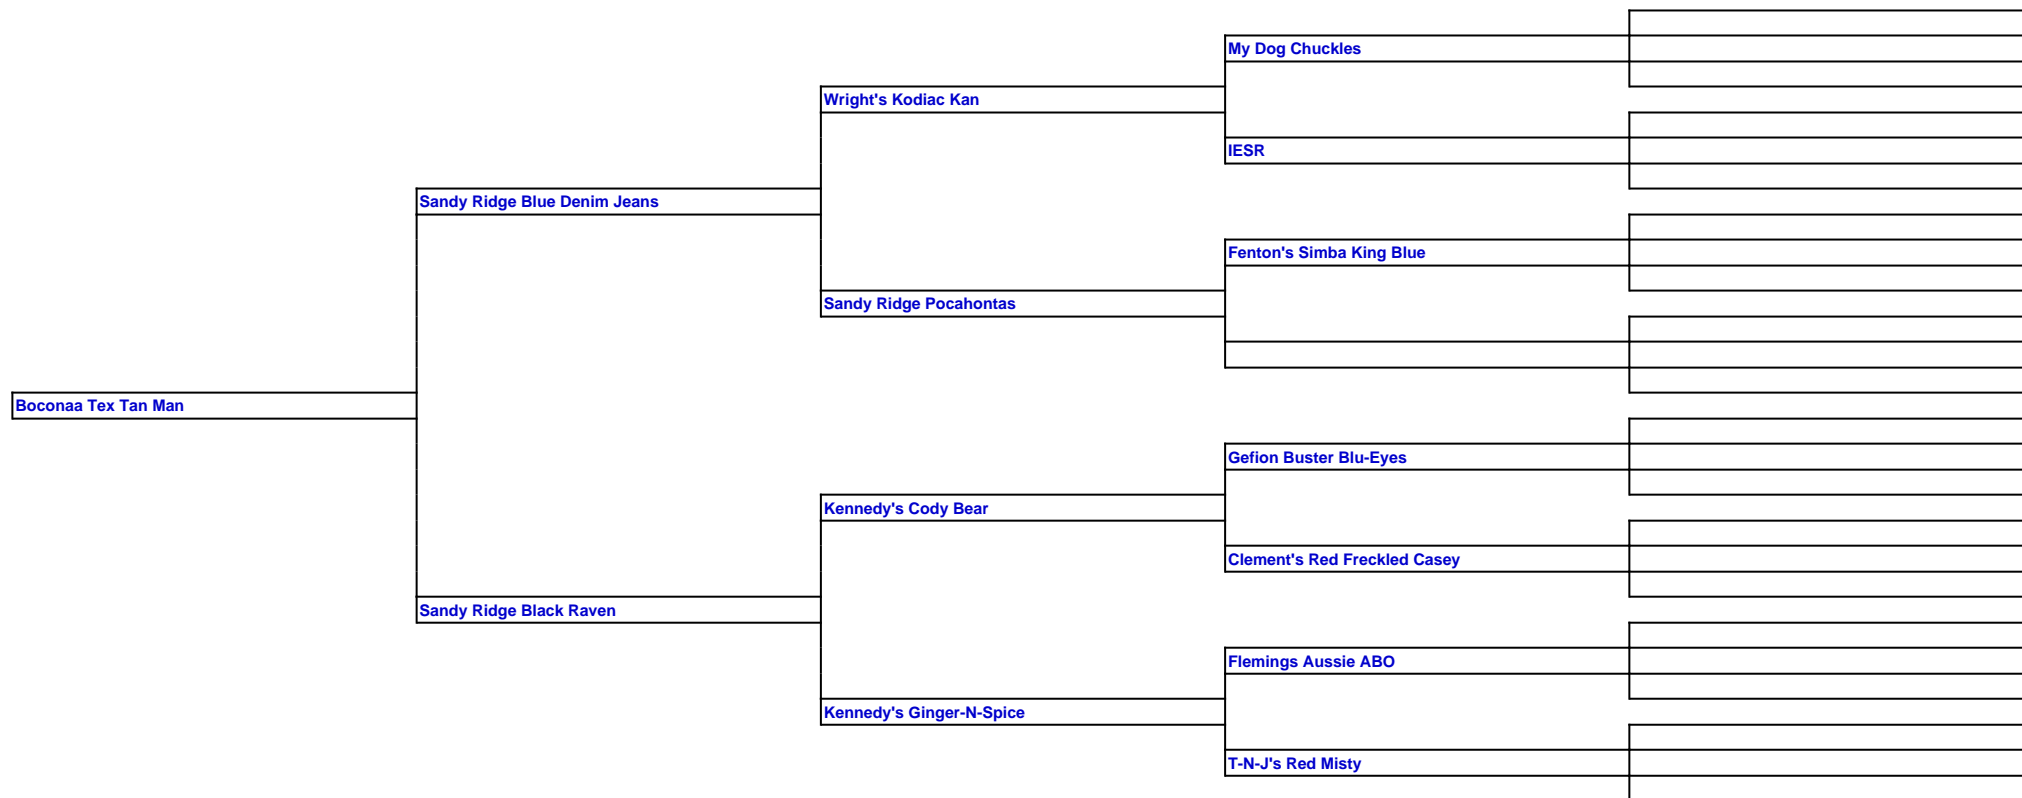 My Dog Chuckles
Wright's Kodiac Kan
IESR
Sandy Ridge Blue Denim Jeans
Fenton's Simba King Blue
Sandy Ridge Pocahontas
Boconaa Tex Tan Man
Gefion Buster Blu-Eyes
Kennedy's Cody Bear
Clement's Red Freckled Casey
Sandy Ridge Black Raven
Flemings Aussie ABO
Kennedy's Ginger-N-Spice
T-N-J's Red Misty